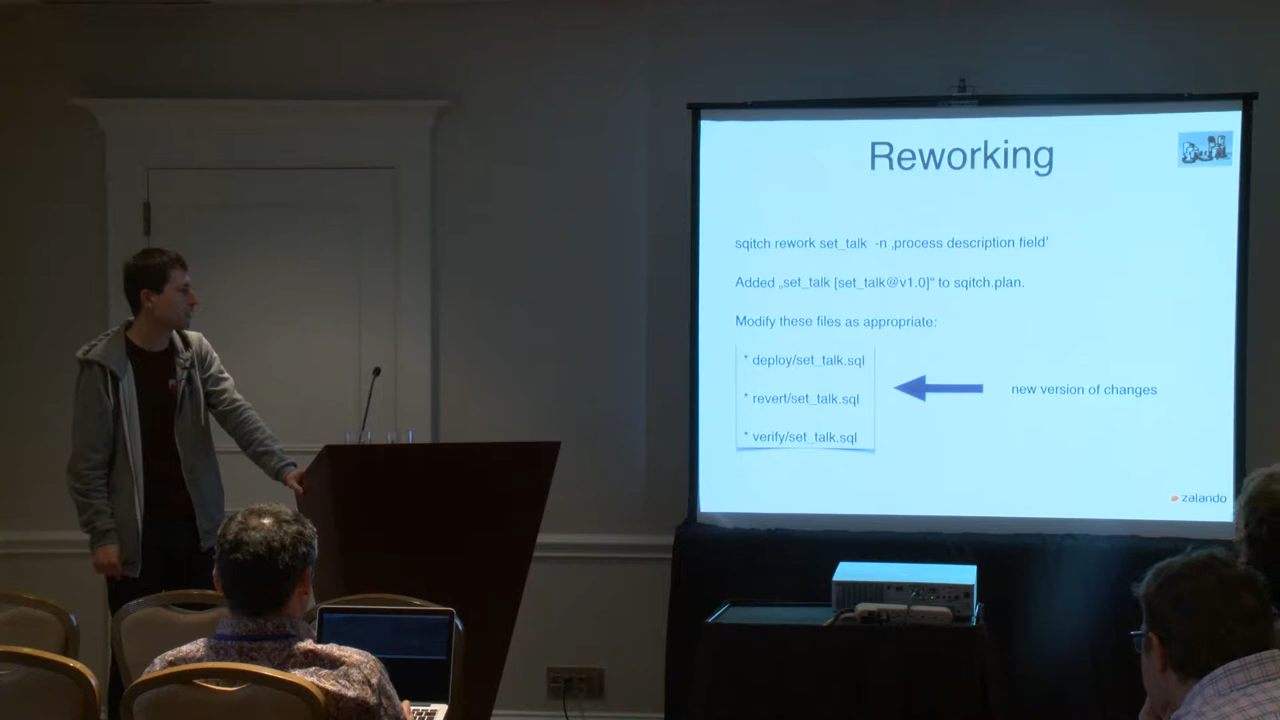 Reworking
sqitch rework set_talk -n ‚process description field'
Added „set_talk [set_talk@v1.0]“ to sqitch.plan.
Modify these files as appropriate:
* deploy/set_talk.sql
* revert/set_talk.sql
* verify/set_talk.sql
new version of changes
zalando